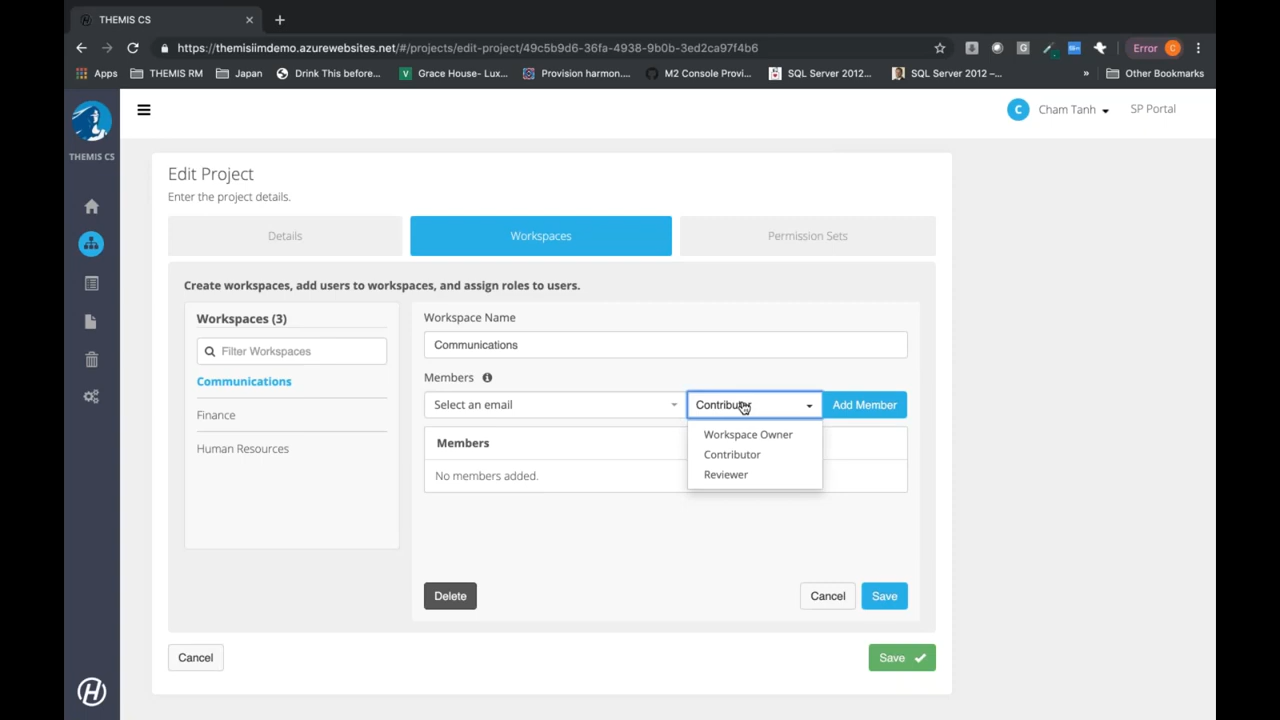 THEMIS CS
https://themisiimdemo.azurewebsites.net/#/projects/edit-project/49c5b9d6-36fa-4938-9b0b-3ed2ca97f4b6
Error
C
Apps
THEMIS RM
Japan
Drink This before...
Grace House- Lux...
Provision harmon....
M2 Console Provi...
SQL Server 2012...
SQL Server 2012 –...
»
Other Bookmarks
THEMIS CS
C
Cham Tanh
SP Portal
Edit Project
Enter the project details.
Details
Workspaces
Permission Sets
Create workspaces, add users to workspaces, and assign roles to users.
Workspaces (3)
Filter Workspaces
Communications
Finance
Human Resources
Workspace Name
Communications
Members
Select an email
Contributor
Add Member
Workspace Owner
Contributor
Reviewer
Members
No members added.
Delete
Cancel
Save
Cancel
Save